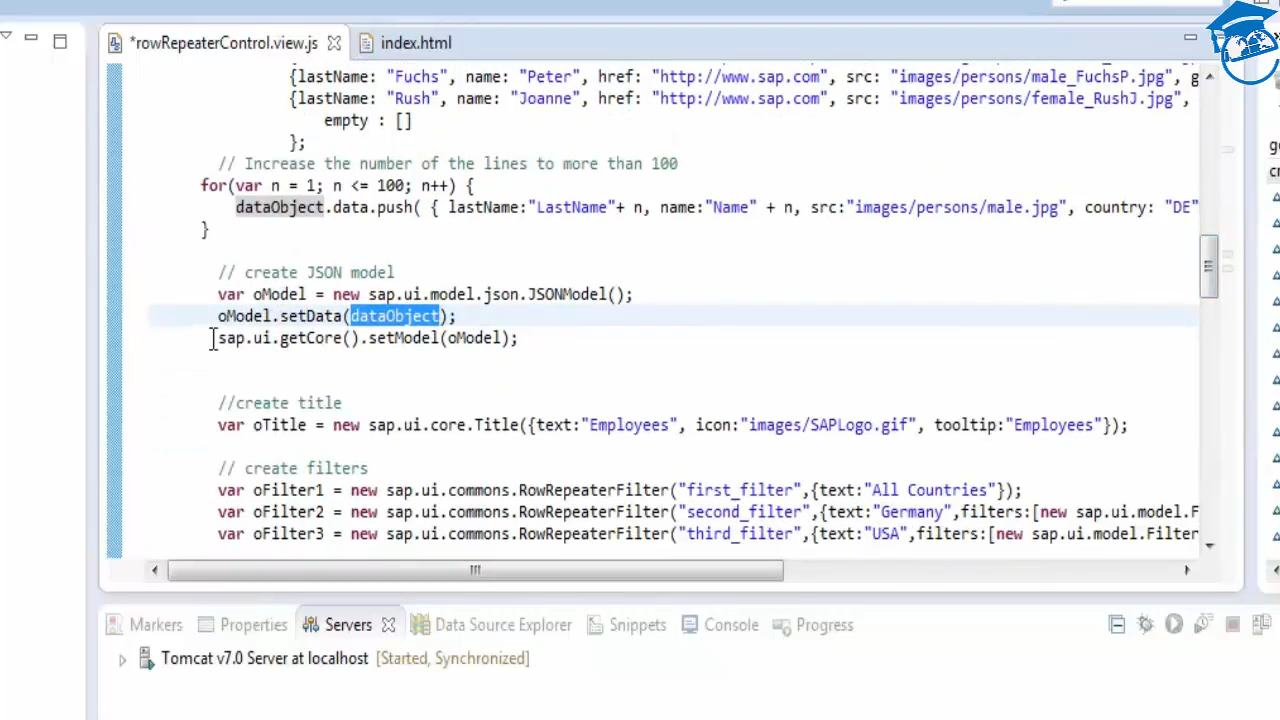 *rowRepeaterControl.view.js
index.html
{lastName: "Fuchs", name: "Peter", href: "http://www.sap.com", src: "images/persons/male_FuchsP.jpg", g
{lastName: "Rush", name: "Joanne", href: "http://www.sap.com", src: "images/persons/female_RushJ.jpg",
empty : []
};
// Increase the number of the lines to more than 100
for(var n = 1; n <= 100; n++) {
dataObject.data.push( { lastName:"LastName"+ n, name:"Name" + n, src:"images/persons/male.jpg", country: "DE"
}
// create JSON model
var oModel = new sap.ui.model.json.JSONModel();
oModel.setData(dataObject);
sap.ui.getCore().setModel(oModel);
//create title
var oTitle = new sap.ui.core.Title({text:"Employees", icon:"images/SAPLogo.gif", tooltip:"Employees"});
// create filters
var oFilter1 = new sap.ui.commons.RowRepeaterFilter("first_filter",{text:"All Countries"});
var oFilter2 = new sap.ui.commons.RowRepeaterFilter("second_filter",{text:"Germany",filters:[new sap.ui.model.F
var oFilter3 = new sap.ui.commons.RowRepeaterFilter("third_filter",{text:"USA",filters:[new sap.ui.model.Filter
Markers
Properties
Servers
Data Source Explorer
Snippets
Console
Progress
Tomcat v7.0 Server at localhost [Started, Synchronized]